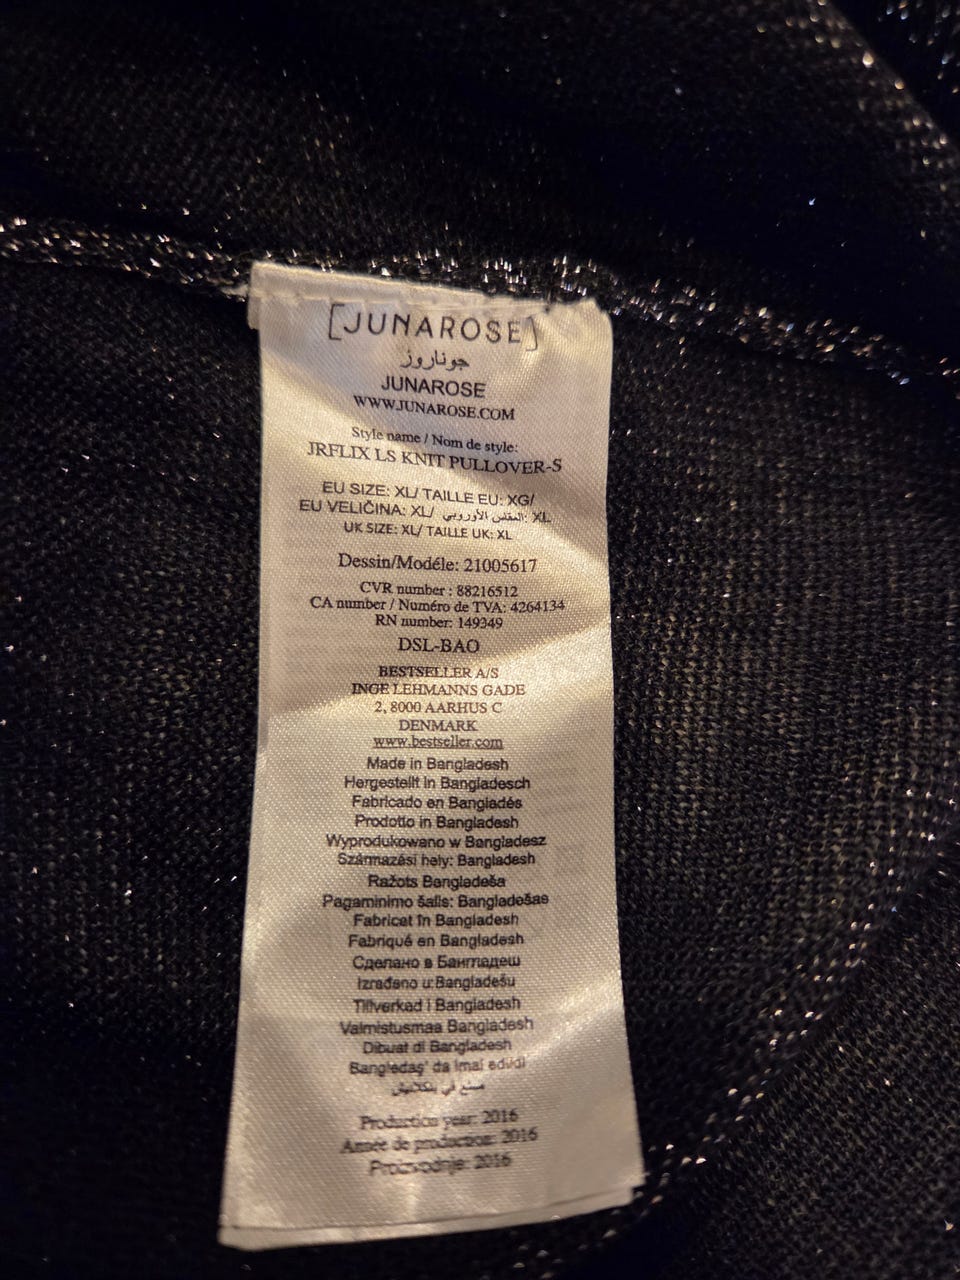 [JUNAROSE]
جوناروز
JUNAROSE
WWW.JUNAROSE.COM
Style name / Nom de style:
JRFLIX LS KNIT PULLOVER-S
EU SIZE: XL/ TAILLE EU: XG/
EU VELIČINA: XL/ المقاس الأوروبي: XL
UK SIZE: XL/ TAILLE UK: XL
Dessin/Modéle: 21005617
CVR number : 88216512
CA number / Numéro de TVA: 4264134
RN number: 149349
DSL-BAO
BESTSELLER A/S
INGE LEHMANNS GADE
2, 8000 AARHUS C
DENMARK
www.bestseller.com
Made in Bangladesh
Hergestellt in Bangladesch
Fabricado en Bangladés
Prodotto in Bangladesh
Wyprodukowano w Bangladesz
Származási hely: Bangladesh
Ražots Bangladeša
Pagaminimo šalis: Bangladešas
Fabricat în Bangladesh
Fabriqué en Bangladesh
Сделано в Бангладеш
Izrađeno u Bangladešu
Tillverkad i Bangladesh
Valmistusmaa Bangladesh
Dibuat di Bangladesh
Bangledaş' da imal edildi
صنع في بنگلاديش
Production year: 2016
Année de production: 2016
Proizvodnje: 2016